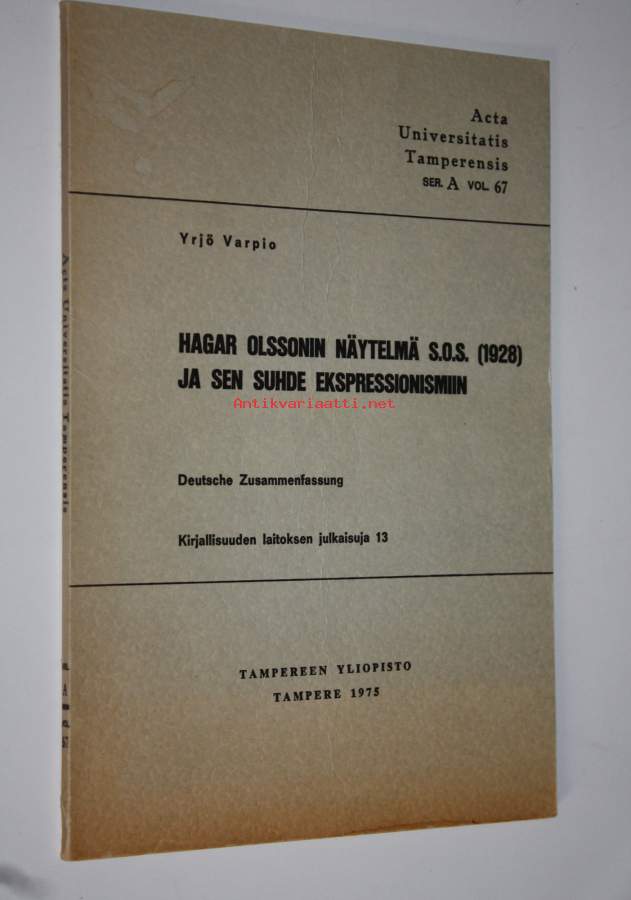 Acta
Universitatis
Tamperensis
SER. A VOL. 67
Yrjö Varpio
HAGAR OLSSONIN NÄYTELMÄ S.O.S. (1928)
JA SEN SUHDE EKSPRESSIONISMIIN
Antikvariaatti.net
Deutsche Zusammenfassung
Kirjallisuuden laitoksen julkaisuja 13
TAMPEREEN YLIOPISTO
TAMPERE 1975
Acta Universitatis Tamperensis
A
67